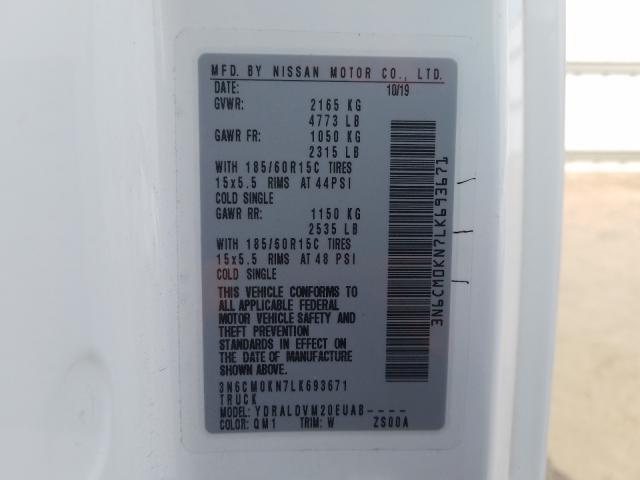 MFD. BY NISSAN MOTOR CO., LTD.
DATE: 10/19
GVWR: 2165 KG
4773 LB
GAWR FR: 1050 KG
2315 LB
WITH 185/60R15C TIRES
15x5.5 RIMS AT 44PSI
COLD SINGLE
GAWR RR: 1150 KG
2535 LB
WITH 185/60R15C TIRES
15x5.5 RIMS AT 48 PSI
COLD SINGLE
THIS VEHICLE CONFORMS TO
ALL APPLICABLE FEDERAL
MOTOR VEHICLE SAFETY AND
THEFT PREVENTION
STANDARDS IN EFFECT ON
THE DATE OF MANUFACTURE
SHOWN ABOVE.
3N6CM0KN7LK693671
TRUCK
MODEL: YDRALDVM20EUAB----
COLOR: QM1 TRIM: W ZS00A
3N6CM0KN7LK693671